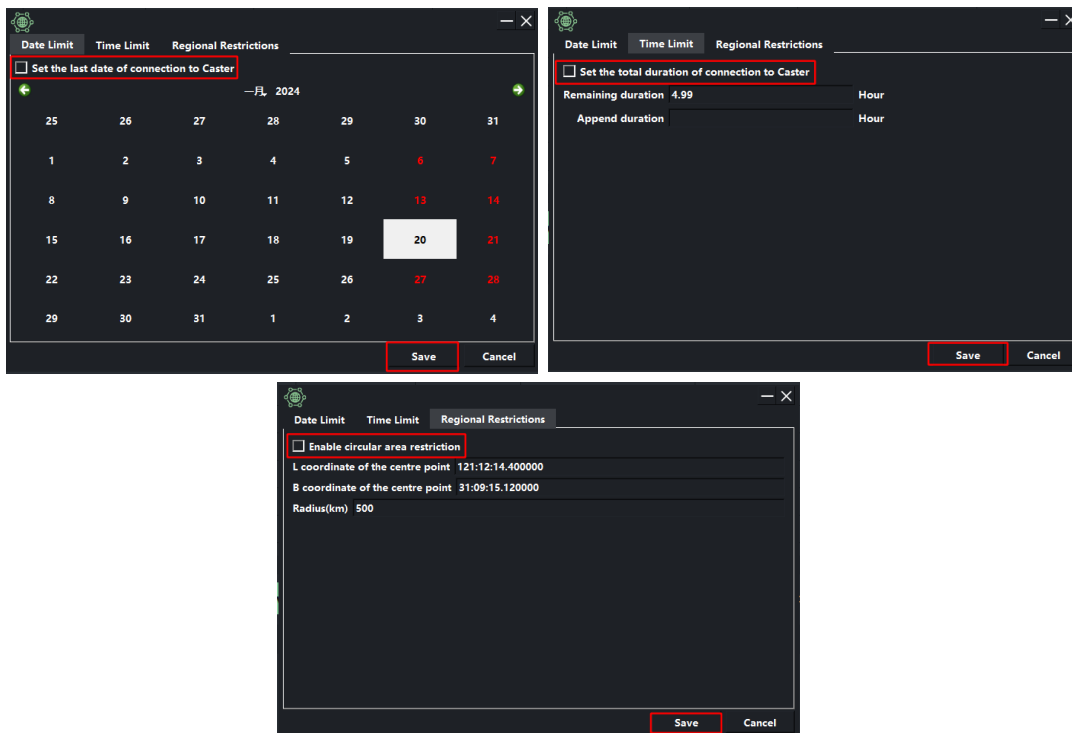 Date Limit Time Limit Regional Restrictions
Set the last date of connection to Caster
一月, 2024
25 26 27 28 29 30 31
1 2 3 4 5 6 7
8 9 10 11 12 13 14
15 16 17 18 19 20 21
22 23 24 25 26 27 28
29 30 31 1 2 3 4
Save Cancel
Date Limit Time Limit Regional Restrictions
Set the total duration of connection to Caster
Remaining duration 4.99 Hour
Append duration Hour
Save Cancel
Date Limit Time Limit Regional Restrictions
Enable circular area restriction
L coordinate of the centre point 121:12:14.400000
B coordinate of the centre point 31:09:15.120000
Radius(km) 500
Save Cancel